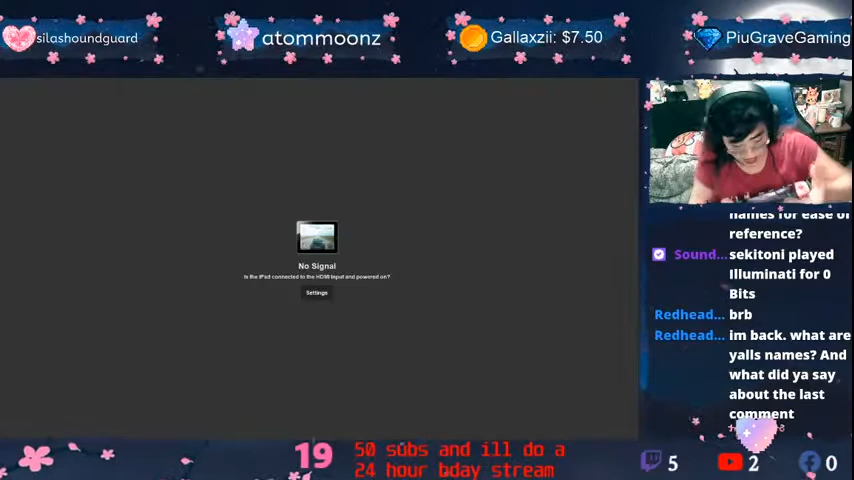 silashoundguard
atommoonz
Gallaxzii: $7.50
PiuGraveGaming
No Signal
Is the iPad connected to the HDMI input and powered on?
Settings
names for ease of
reference?
Sound... sekitoni played
Illuminati for 0
Bits
Redhead... brb
Redhead... im back. what are
yalls names? And
what did ya say
about the last
comment
19
50 subs and ill do a
24 hour bday stream
5
2
0